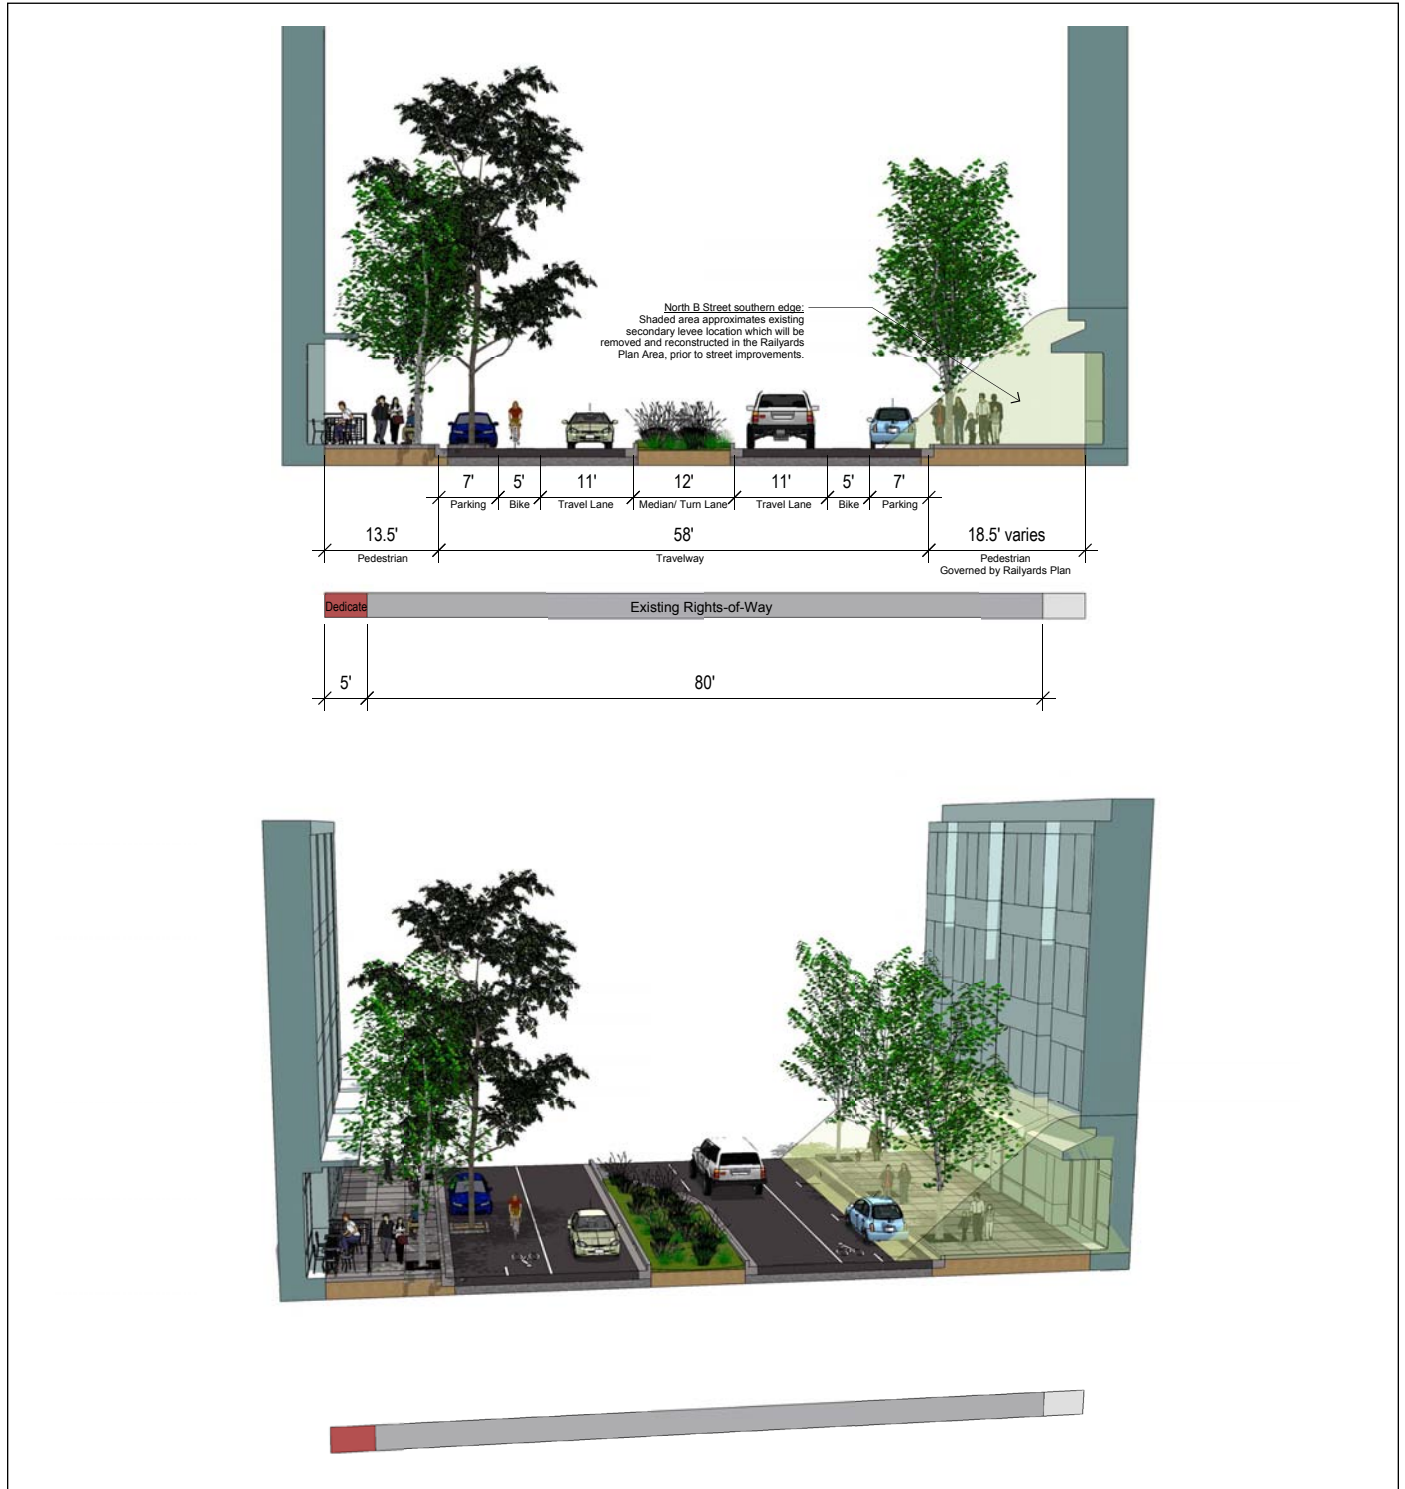 North B Street southern edge:
Shaded area approximates existing
secondary levee location which will be
removed and reconstructed in the Railyards
Plan Area, prior to street improvements.
7' 5' 11' 12' 11' 5' 7'
Parking Bike Travel Lane Median/ Turn Lane Travel Lane Bike Parking
13.5' 58' 18.5' varies
Pedestrian Travelway Pedestrian
Governed by Railyards Plan
Dedicate Existing Rights-of-Way
5' 80'